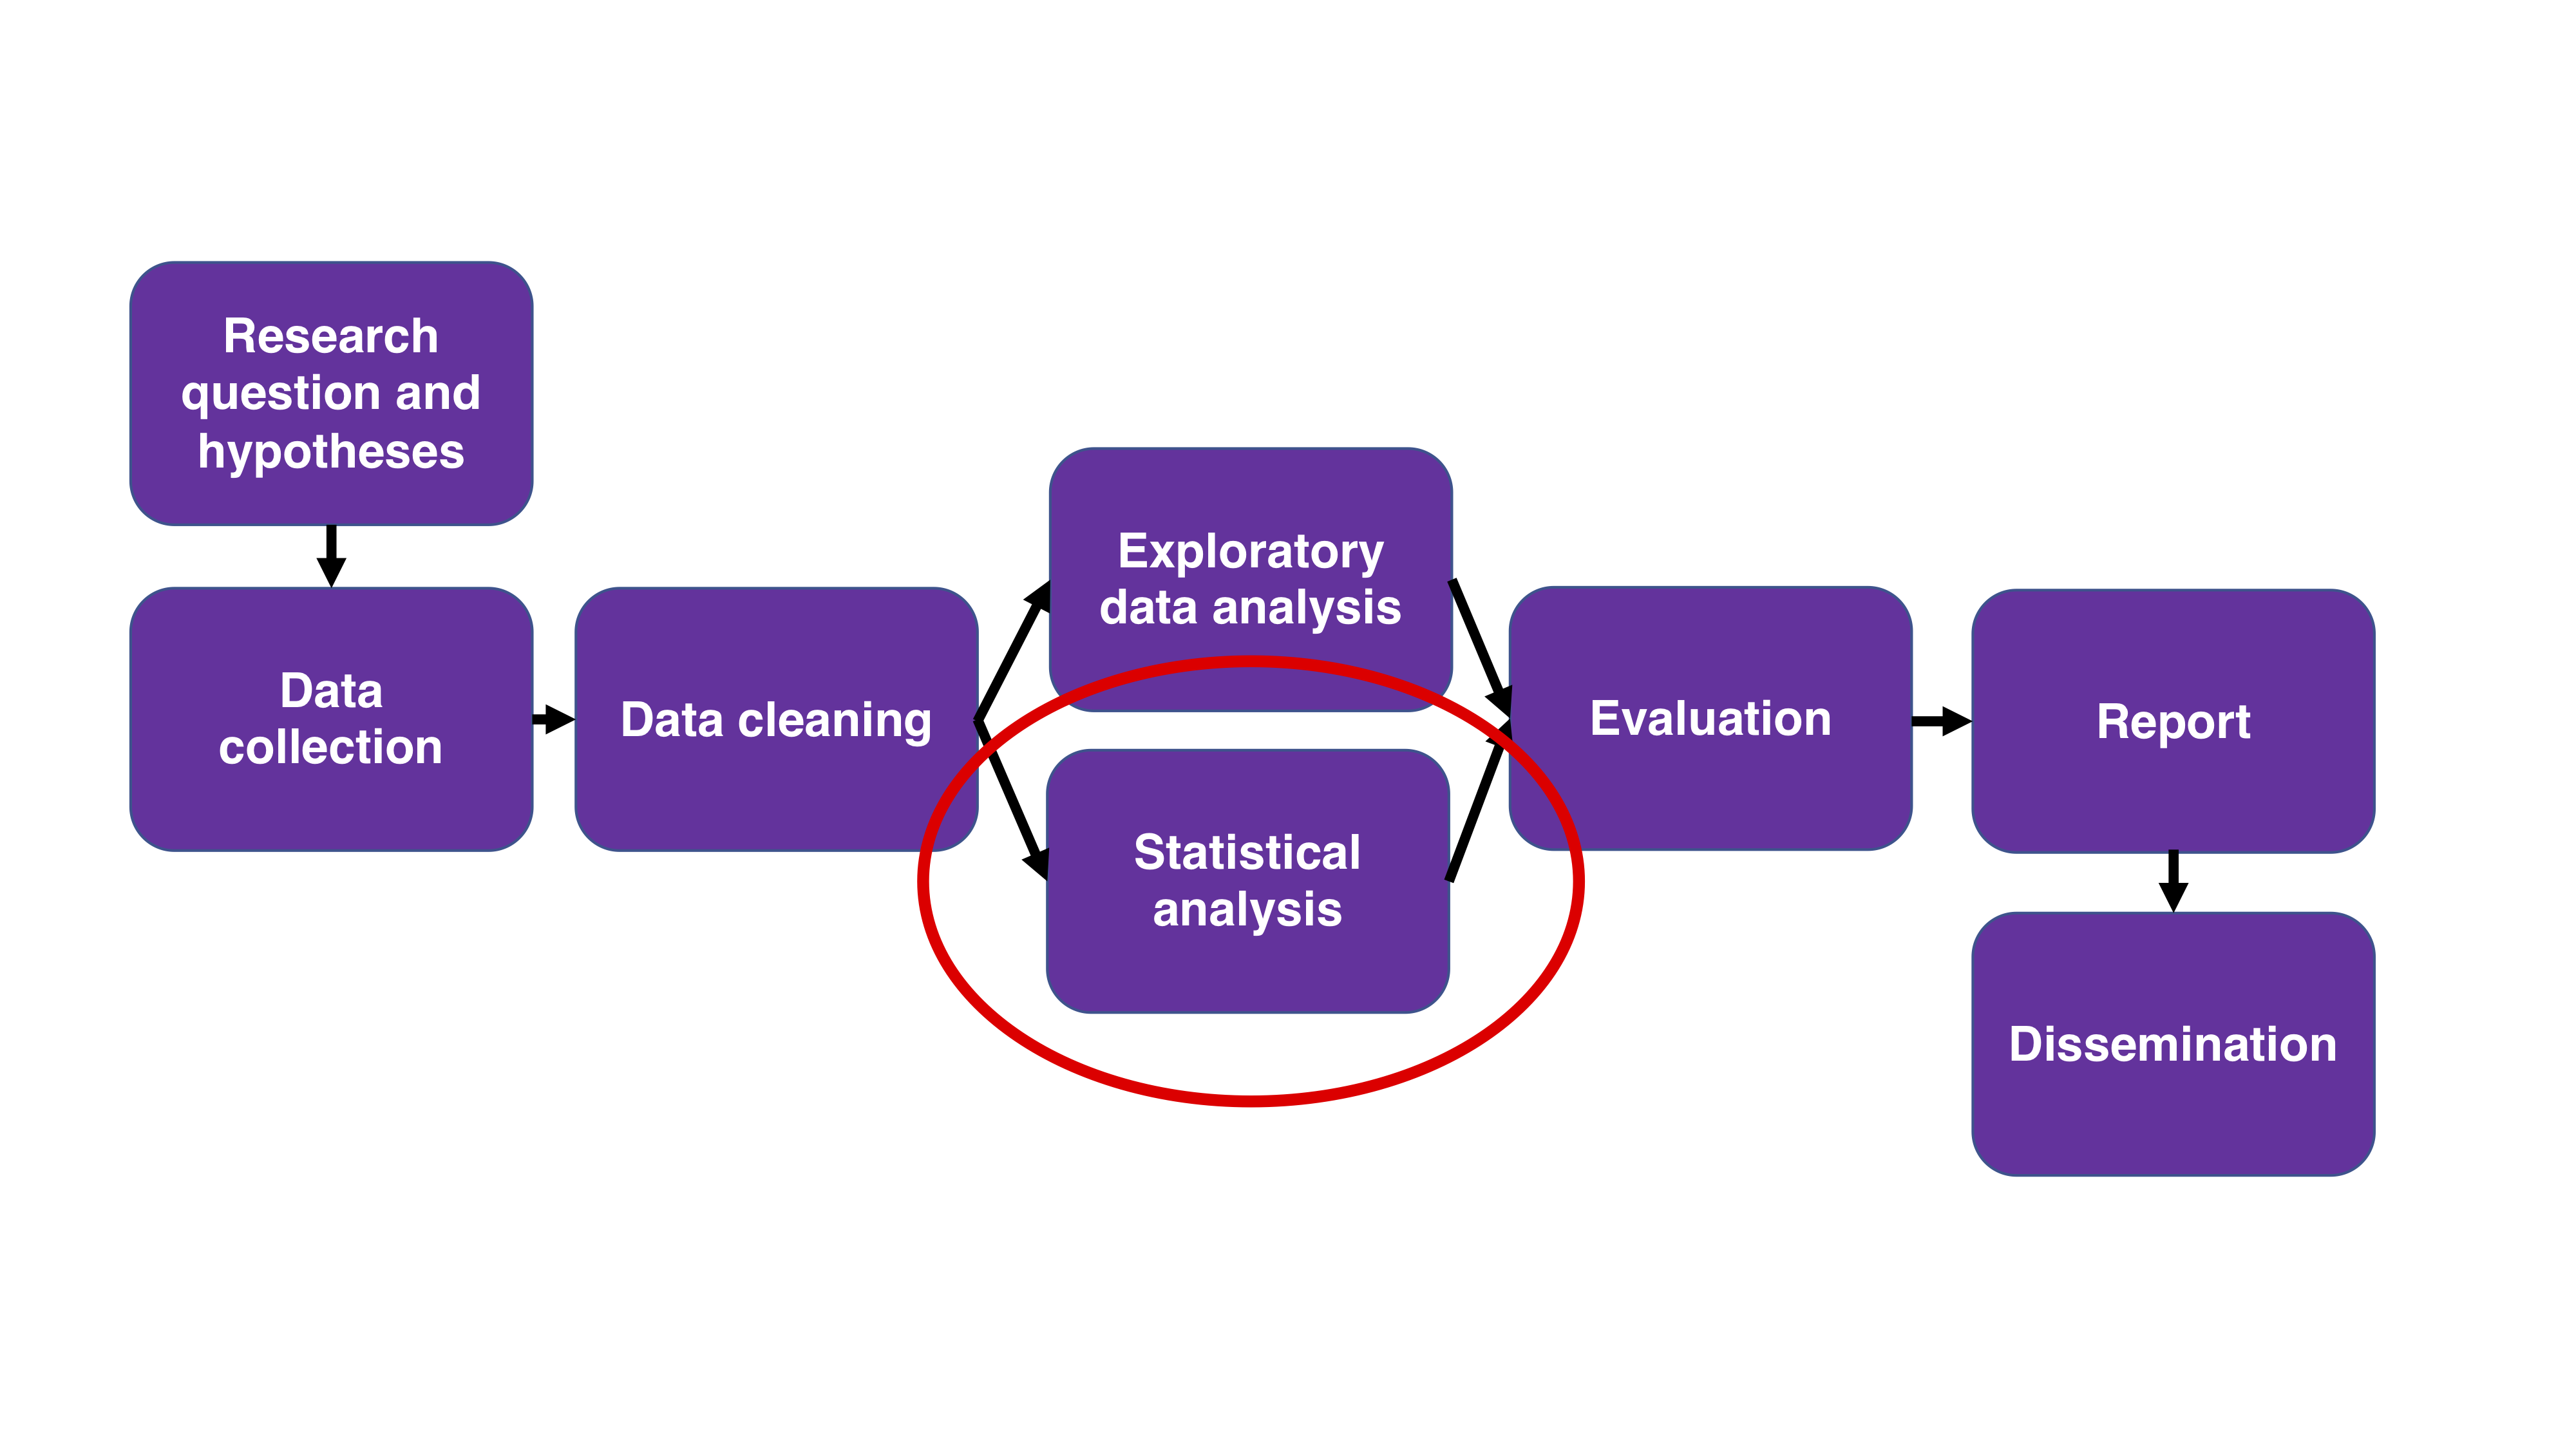 Research
question and
hypotheses
Data
collection
Data cleaning
Exploratory
data analysis
Statistical
analysis
Evaluation
Report
Dissemination